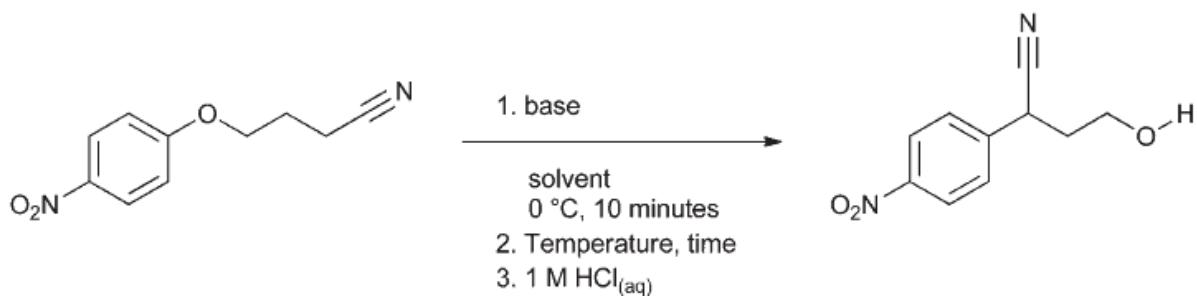 N
N
O
1. base
O
H
solvent
O₂N
0 °C, 10 minutes
O₂N
2. Temperature, time
3. 1 M HCl(aq)